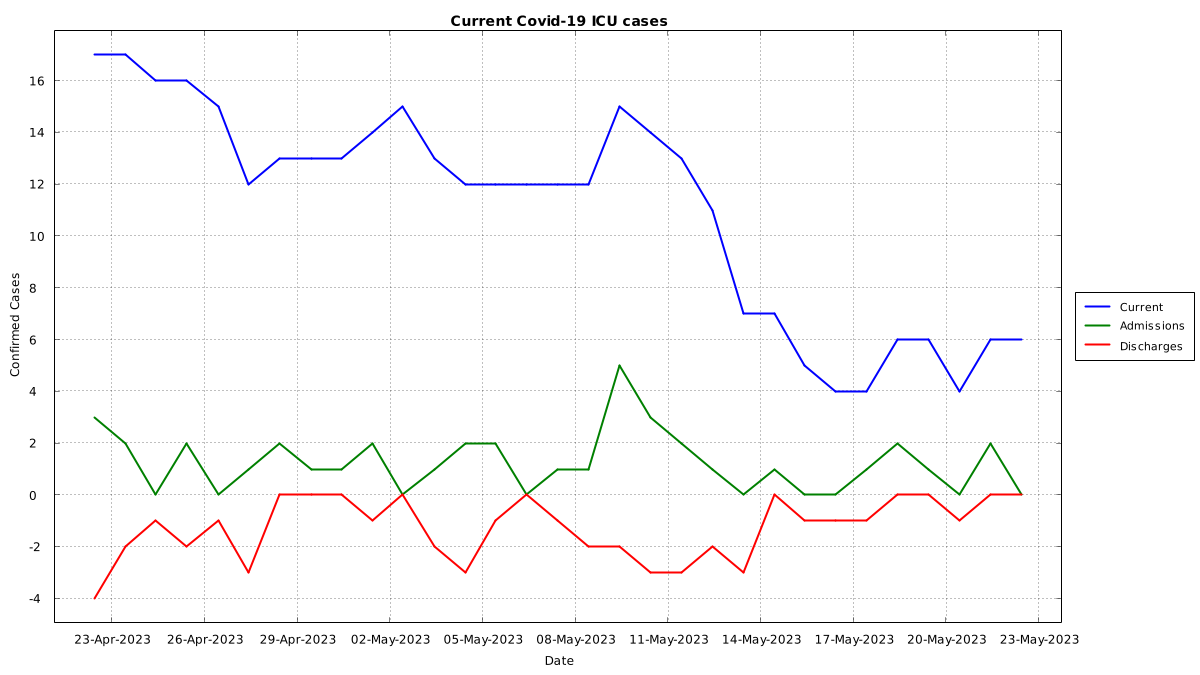 Current Covid-19 ICU cases
Confirmed Cases
16
14
12
10
8
6
4
2
0
-2
-4
23-Apr-2023 26-Apr-2023 29-Apr-2023 02-May-2023 05-May-2023 08-May-2023 11-May-2023 14-May-2023 17-May-2023 20-May-2023 23-May-2023
Date
Current
Admissions
Discharges